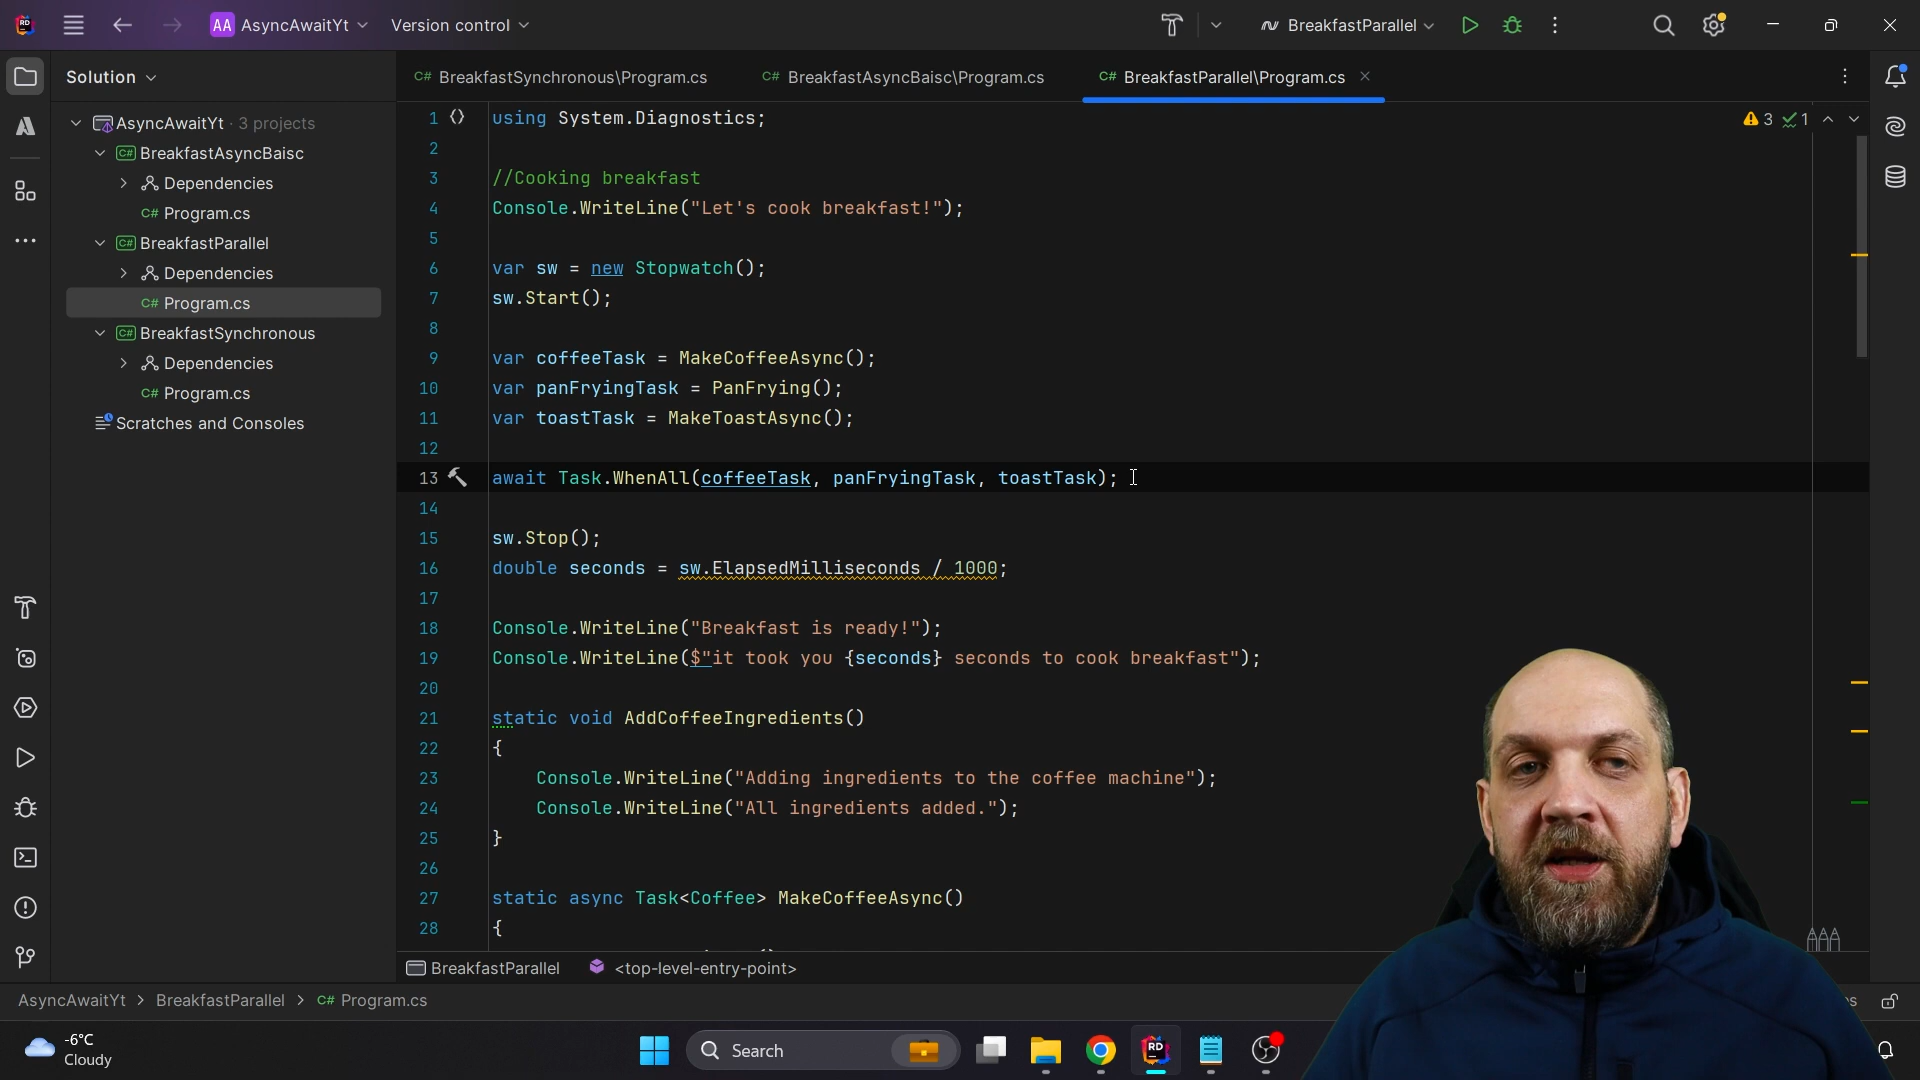 AA AsyncAwaitYt Version control BreakfastParallel
Solution
C# BreakfastSynchronous\Program.cs C# BreakfastAsyncBaisc\Program.cs C# BreakfastParallel\Program.cs
AsyncAwaitYt · 3 projects
C# BreakfastAsyncBaisc
Dependencies
C# Program.cs
C# BreakfastParallel
Dependencies
C# Program.cs
C# BreakfastSynchronous
Dependencies
C# Program.cs
Scratches and Consoles
3 1
1 using System.Diagnostics;
2
3 //Cooking breakfast
4 Console.WriteLine("Let's cook breakfast!");
5
6 var sw = new Stopwatch();
7 sw.Start();
8
9 var coffeeTask = MakeCoffeeAsync();
10 var panFryingTask = PanFrying();
11 var toastTask = MakeToastAsync();
12
13 await Task.WhenAll(coffeeTask, panFryingTask, toastTask);
14
15 sw.Stop();
16 double seconds = sw.ElapsedMilliseconds / 1000;
17
18 Console.WriteLine("Breakfast is ready!");
19 Console.WriteLine($"it took you {seconds} seconds to cook breakfast");
20
21 static void AddCoffeeIngredients()
22 {
23 Console.WriteLine("Adding ingredients to the coffee machine");
24 Console.WriteLine("All ingredients added.");
25 }
26
27 static async Task<Coffee> MakeCoffeeAsync()
28 {
BreakfastParallel <top-level-entry-point>
AsyncAwaitYt > BreakfastParallel > C# Program.cs
-6°C
Cloudy
Search
RD